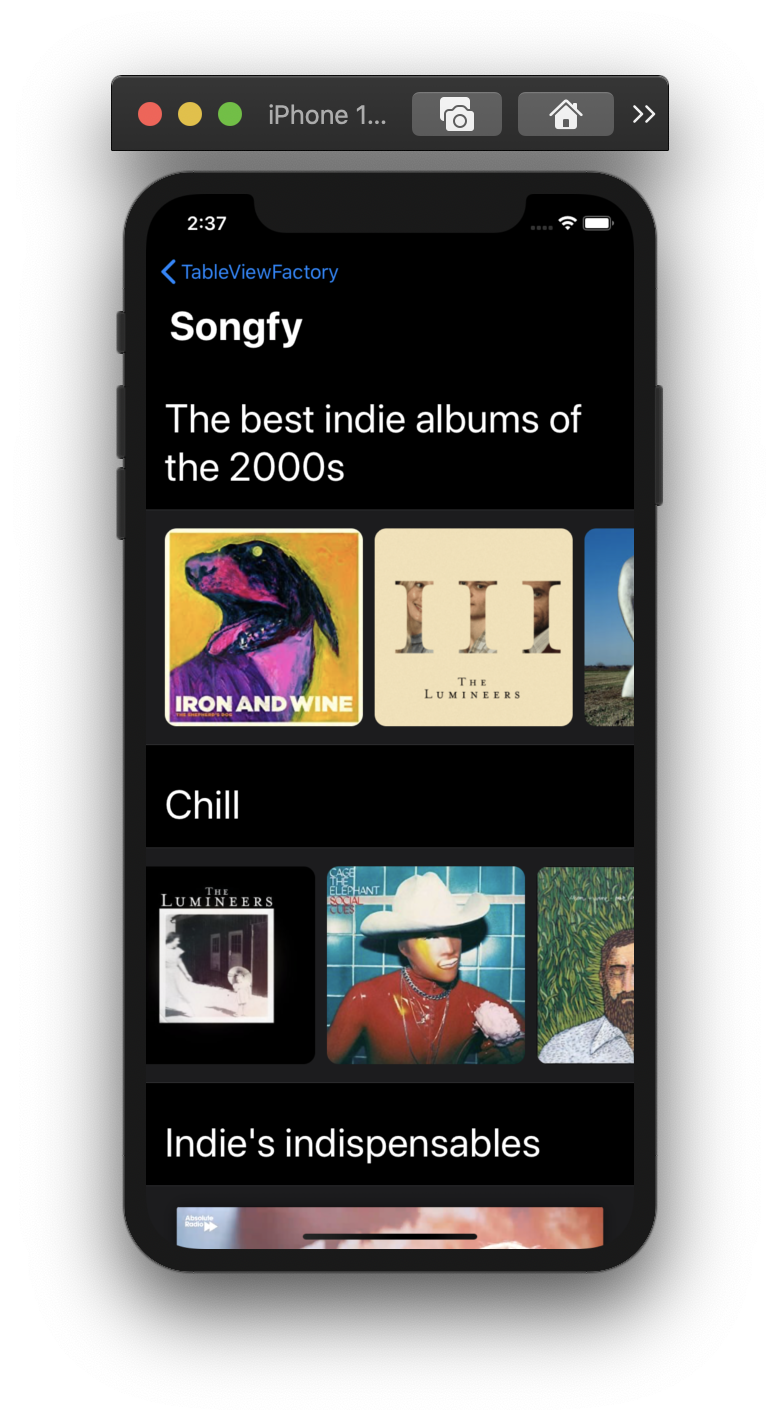 iPhone 1...
2:37
TableViewFactory
Songfy
The best indie albums of
the 2000s
IRON AND WINE
THE SHEPHERD'S DOG
III
THE
LUMINEERS
Chill
THE
LUMINEERS
CAGE
THE
ELEPHANT
SOCIAL
CUES
Indie's indispensables
Absolute
Radio